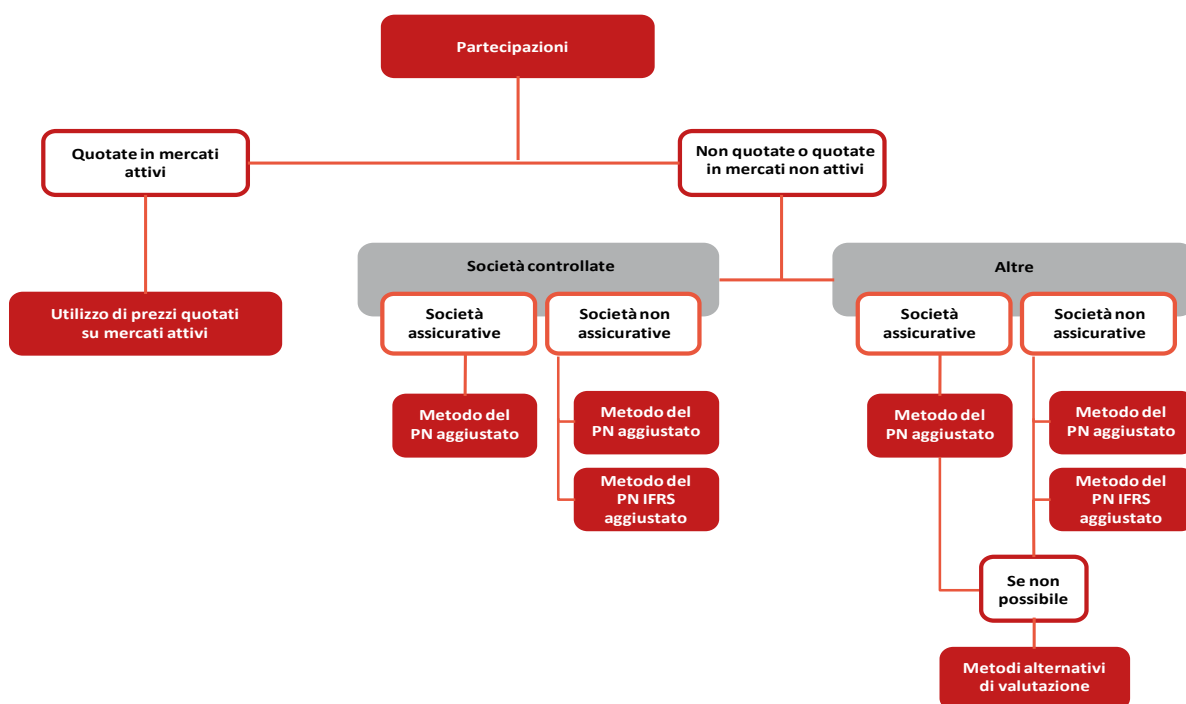 Partecipazioni
Quotate in mercati
attivi
Non quotate o quotate
in mercati non attivi
Utilizzo di prezzi quotati
su mercati attivi
Società controllate
Società
assicurative
Società non
assicurative
Metodo del
PN aggiustato
Metodo del
PN aggiustato
Metodo del
PN IFRS
aggiustato
Altre
Società
assicurative
Società non
assicurative
Metodo del
PN aggiustato
Metodo del
PN aggiustato
Metodo del
PN IFRS
aggiustato
Se non
possibile
Metodi alternativi
di valutazione